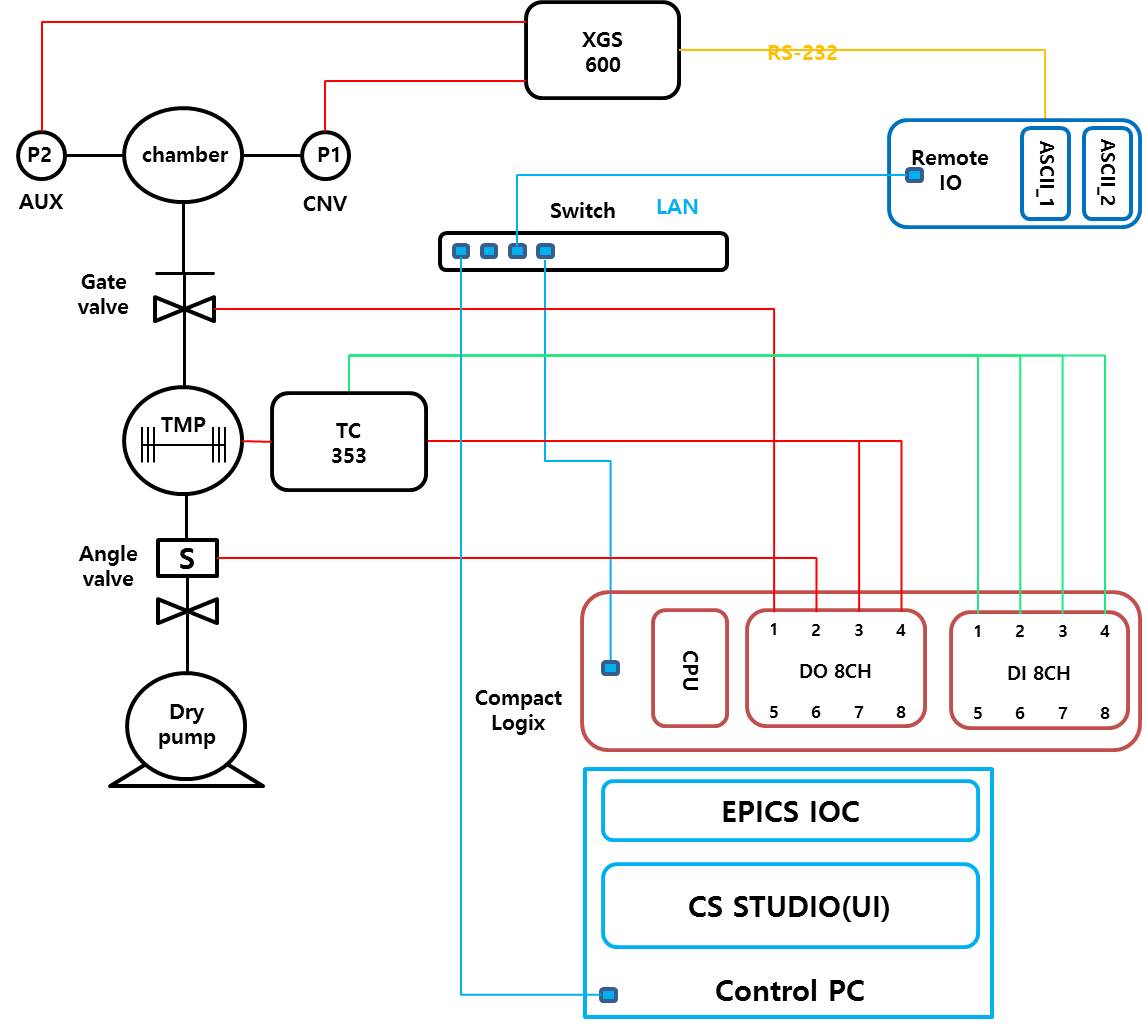 XGS
600
RS-232
P2
chamber
P1
AUX
CNV
Remote
IO
ASCII_1
ASCII_2
Switch
LAN
Gate
valve
TMP
TC
353
Angle
valve
S
Compact
Logix
CPU
1 2 3 4
DO 8CH
5 6 7 8
1 2 3 4
DI 8CH
5 6 7 8
Dry
pump
EPICS IOC
CS STUDIO(UI)
Control PC